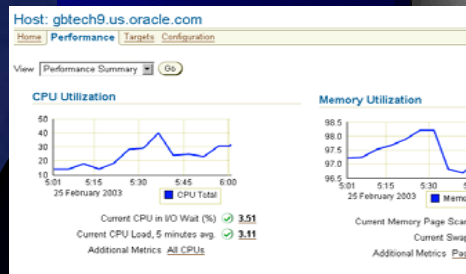 Host: gbtech9.us.oracle.com
Home Performance Targets Configuration
View Performance Summary Go
CPU Utilization
50
40
30
20
10
5:01 5:15 5:30 5:45 6:00
25 February 2003 CPU Total
Current CPU in I/O Wait (%) 3.51
Current CPU Load, 5 minutes avg. 3.11
Additional Metrics All CPUs
Memory Utilization
98.5
98.0
97.5
97.0
96.5
5:01 5:15 5:30
25 February 2003
Current Memory Page
Current
Additional Metrics